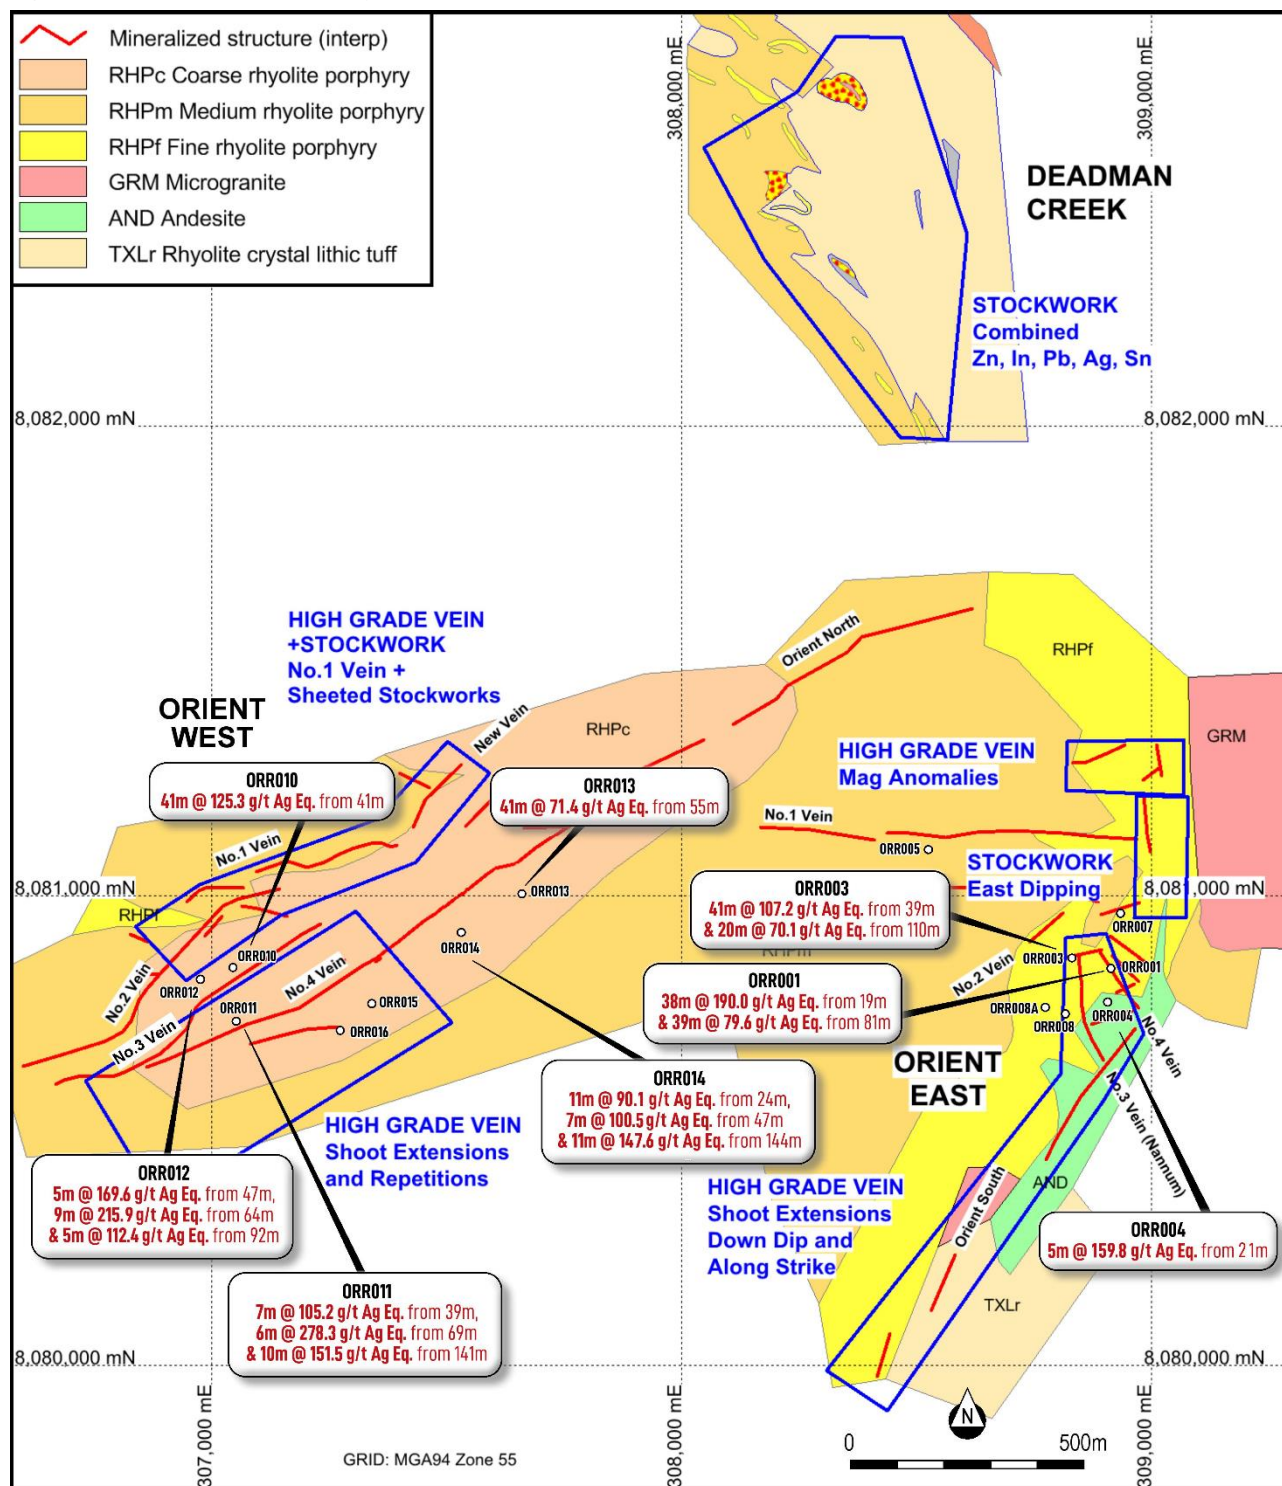 Mineralized structure (interp)
RHPc Coarse rhyolite porphyry
RHPm Medium rhyolite porphyry
RHPf Fine rhyolite porphyry
GRM Microgranite
AND Andesite
TXLr Rhyolite crystal lithic tuff
308,000 mE
309,000 mE
DEADMAN
CREEK
STOCKWORK
Combined
Zn, In, Pb, Ag, Sn
8,082,000 mN
8,082,000 mN
HIGH GRADE VEIN
+STOCKWORK
No.1 Vein +
Sheeted Stockworks
ORIENT
WEST
New Vein
RHPc
Orient North
RHPf
GRM
HIGH GRADE VEIN
Mag Anomalies
ORR010
41m @ 125.3 g/t Ag Eq. from 41m
ORR013
41m @ 71.4 g/t Ag Eq. from 55m
No.1 Vein
No.1 Vein
ORR005
STOCKWORK
East Dipping
8,081,000 mN
8,081,000 mN
RHPf
ORR013
ORR003
41m @ 107.2 g/t Ag Eq. from 39m
& 20m @ 70.1 g/t Ag Eq. from 110m
ORR007
ORR014
RHPm
No.2 Vein
ORR003
ORR001
ORR010
ORR012
No.2 Vein
No.4 Vein
ORR001
38m @ 190.0 g/t Ag Eq. from 19m
& 39m @ 79.6 g/t Ag Eq. from 81m
ORR015
ORR011
ORR016
ORR008A
ORR008
ORR004
No.3 Vein
No.4 Vein
ORIENT
EAST
No.3 Vein (Nannum)
ORR014
11m @ 90.1 g/t Ag Eq. from 24m,
7m @ 100.5 g/t Ag Eq. from 47m
& 11m @ 147.6 g/t Ag Eq. from 144m
HIGH GRADE VEIN
Shoot Extensions
and Repetitions
ORR012
5m @ 169.6 g/t Ag Eq. from 47m,
9m @ 215.9 g/t Ag Eq. from 64m
& 5m @ 112.4 g/t Ag Eq. from 92m
HIGH GRADE VEIN
Shoot Extensions
Down Dip and
Along Strike
Orient South
AND
ORR004
5m @ 159.8 g/t Ag Eq. from 21m
ORR011
7m @ 105.2 g/t Ag Eq. from 39m,
6m @ 278.3 g/t Ag Eq. from 69m
& 10m @ 151.5 g/t Ag Eq. from 141m
TXLr
8,080,000 mN
8,080,000 mN
307,000 mE
308,000 mE
309,000 mE
N
0
500m
GRID: MGA94 Zone 55